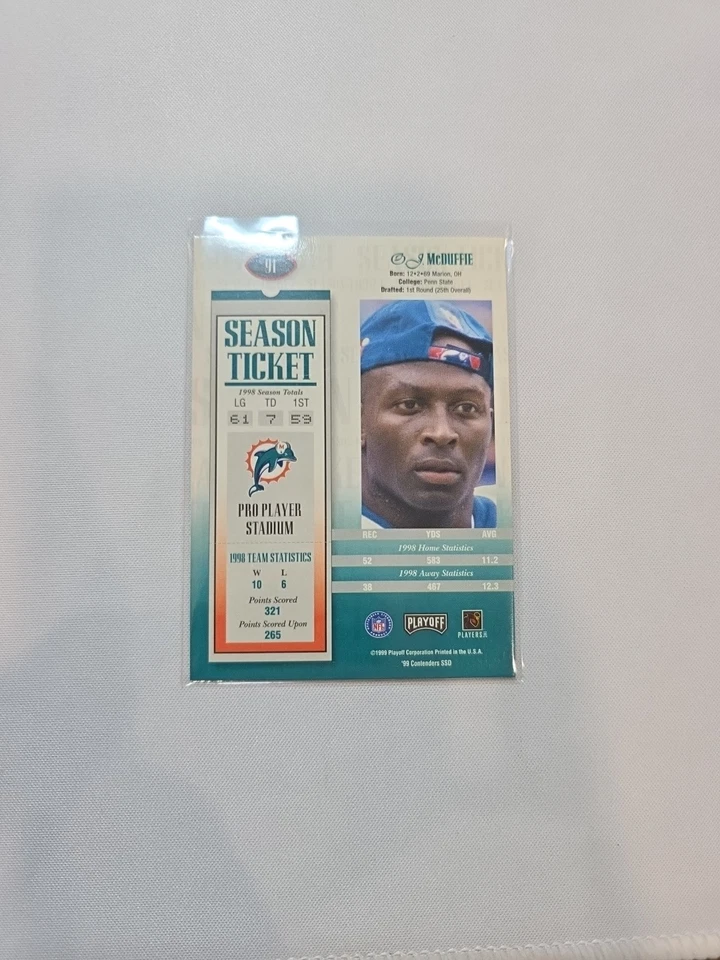 91
O.J. McDUFFIE
Born: 12•2•69 Marion, OH
College: Penn State
Drafted: 1st Round (25th Overall)
SEASON
TICKET
1998 Season Totals
LG TD 1ST
61 7 59
PRO PLAYER
STADIUM
1998 TEAM STATISTICS
W L
10 6
Points Scored
321
Points Scored Upon
265
REC YDS AVG
1998 Home Statistics
52 583 11.2
1998 Away Statistics
38 467 12.3
NFL
PLAYOFF
PLAYERS INC
©1999 Playoff Corporation Printed in the U.S.A.
'99 Contenders SSD